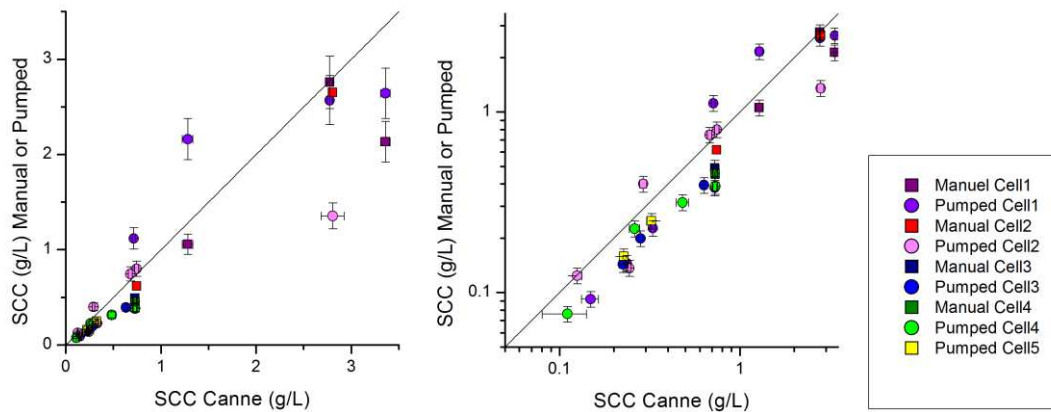 SCC (g/L) Manual or Pumped
3
2
1
0
0
1
2
3
SCC Canne (g/L)
SCC (g/L) Manual or Pumped
1
0.1
0.1
1
SCC Canne (g/L)
Manuel Cell1
Pumped Cell1
Manual Cell2
Pumped Cell2
Manual Cell3
Pumped Cell3
Manual Cell4
Pumped Cell4
Pumped Cell5